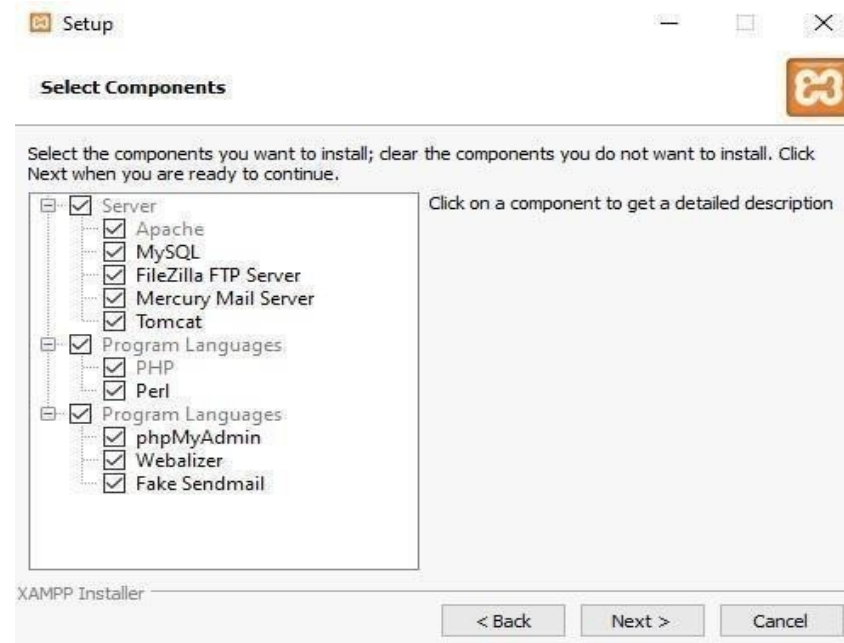 Setup
Select Components
Select the components you want to install; clear the components you do not want to install. Click
Next when you are ready to continue.
Server
Apache
MySQL
FileZilla FTP Server
Mercury Mail Server
Tomcat
Program Languages
PHP
Perl
Program Languages
phpMyAdmin
Webalizer
Fake Sendmail
Click on a component to get a detailed description
XAMPP Installer
< Back
Next >
Cancel